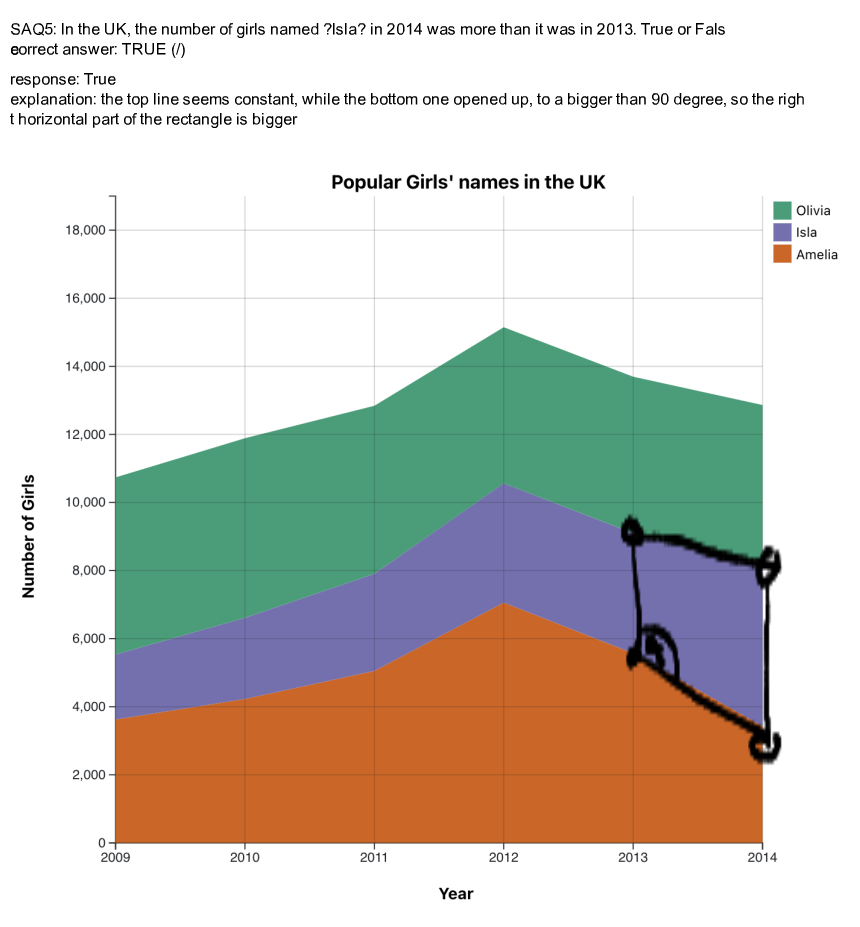 SAQ5: In the UK, the number of girls named ?Isla? in 2014 was more than it was in 2013. True or Fals
eorrect answer: TRUE (/)
response: True
explanation: the top line seems constant, while the bottom one opened up, to a bigger than 90 degree, so the righ
t horizontal part of the rectangle is bigger
Popular Girls' names in the UK
Olivia
Isla
Amelia
18,000
16,000
14,000
12,000
10,000
8,000
6,000
4,000
2,000
0
Number of Girls
2009 2010 2011 2012 2013 2014
Year